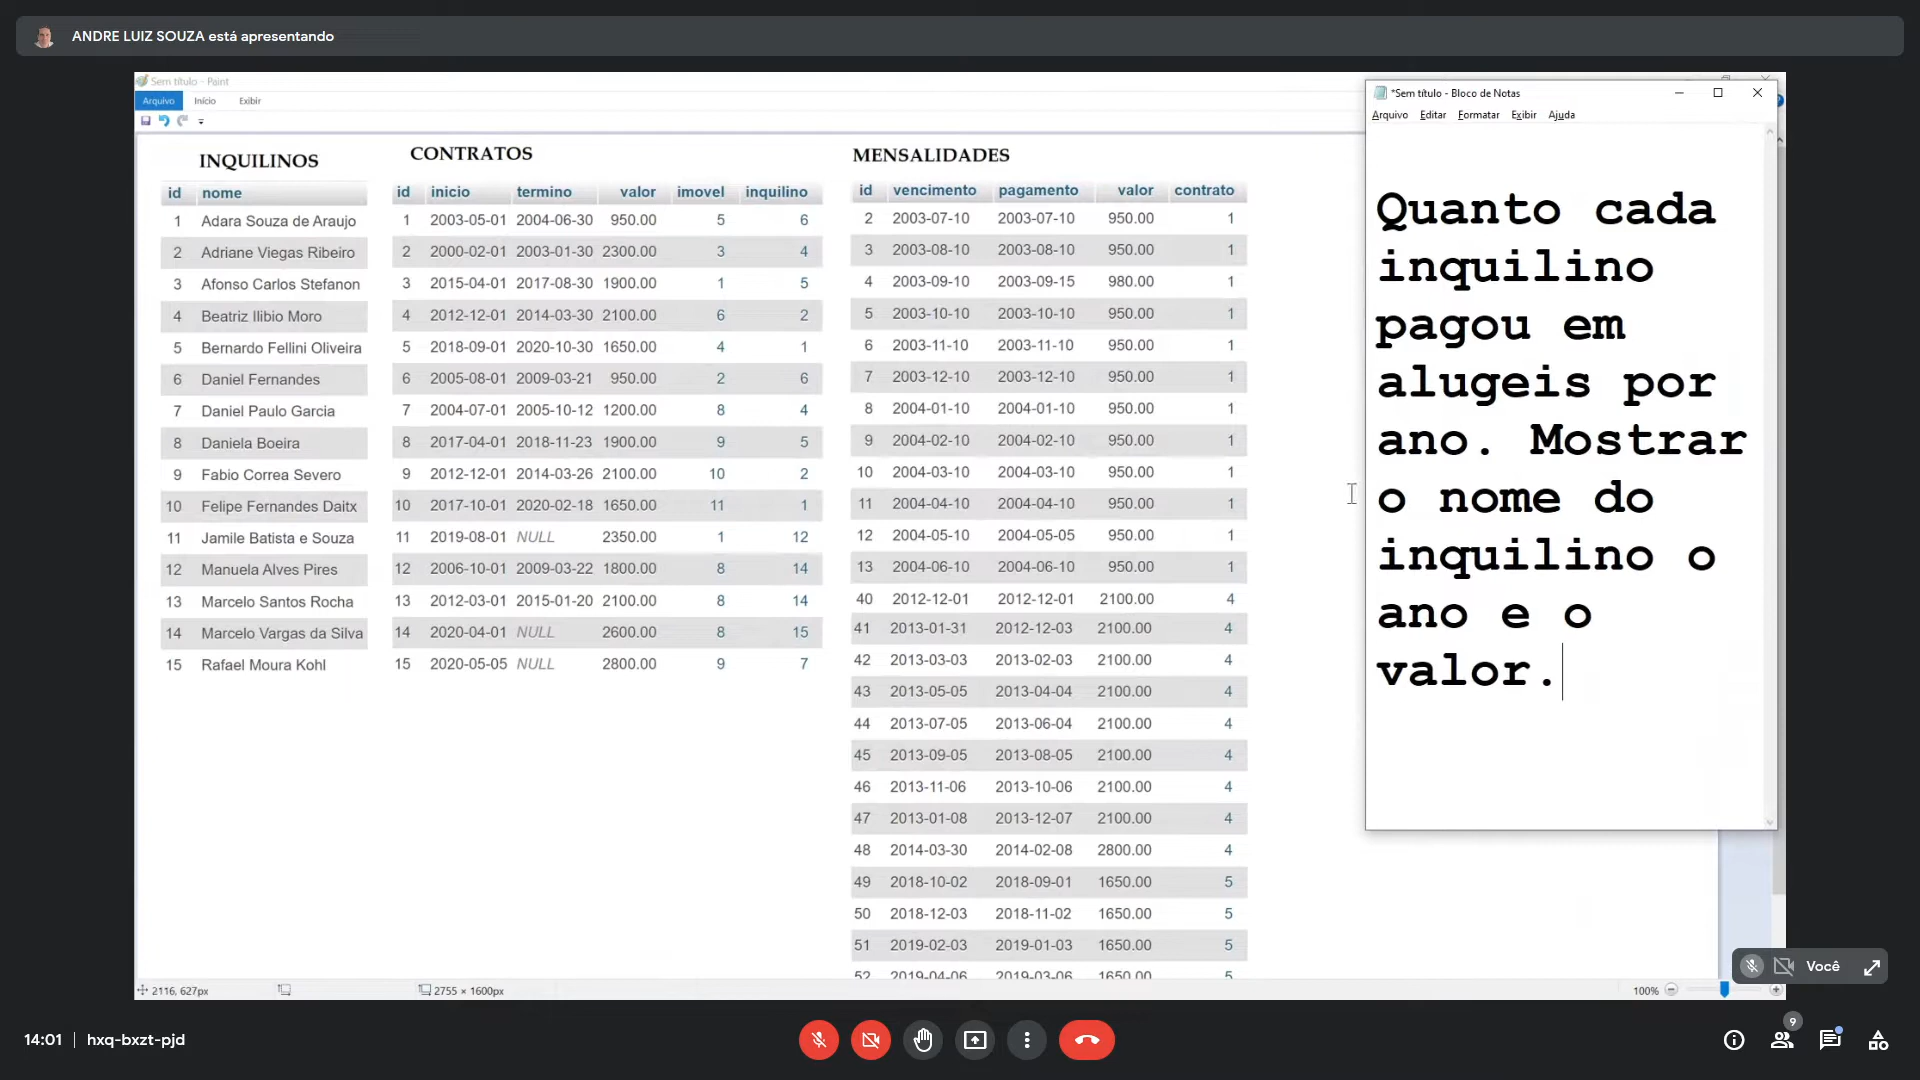 ANDRE LUIZ SOUZA está apresentando
Sem título - Paint
Arquivo Início Exibir
INQUILINOS
id nome
1 Adara Souza de Araujo
2 Adriane Viegas Ribeiro
3 Afonso Carlos Stefanon
4 Beatriz Ilibio Moro
5 Bernardo Fellini Oliveira
6 Daniel Fernandes
7 Daniel Paulo Garcia
8 Daniela Boeira
9 Fabio Correa Severo
10 Felipe Fernandes Daitx
11 Jamile Batista e Souza
12 Manuela Alves Pires
13 Marcelo Santos Rocha
14 Marcelo Vargas da Silva
15 Rafael Moura Kohl
CONTRATOS
id inicio termino valor imovel inquilino
1 2003-05-01 2004-06-30 950.00 5 6
2 2000-02-01 2003-01-30 2300.00 3 4
3 2015-04-01 2017-08-30 1900.00 1 5
4 2012-12-01 2014-03-30 2100.00 6 2
5 2018-09-01 2020-10-30 1650.00 4 1
6 2005-08-01 2009-03-21 950.00 2 6
7 2004-07-01 2005-10-12 1200.00 8 4
8 2017-04-01 2018-11-23 1900.00 9 5
9 2012-12-01 2014-03-26 2100.00 10 2
10 2017-10-01 2020-02-18 1650.00 11 1
11 2019-08-01 NULL 2350.00 1 12
12 2006-10-01 2009-03-22 1800.00 8 14
13 2012-03-01 2015-01-20 2100.00 8 14
14 2020-04-01 NULL 2600.00 8 15
15 2020-05-05 NULL 2800.00 9 7
MENSALIDADES
id vencimento pagamento valor contrato
2 2003-07-10 2003-07-10 950.00 1
3 2003-08-10 2003-08-10 950.00 1
4 2003-09-10 2003-09-15 980.00 1
5 2003-10-10 2003-10-10 950.00 1
6 2003-11-10 2003-11-10 950.00 1
7 2003-12-10 2003-12-10 950.00 1
8 2004-01-10 2004-01-10 950.00 1
9 2004-02-10 2004-02-10 950.00 1
10 2004-03-10 2004-03-10 950.00 1
11 2004-04-10 2004-04-10 950.00 1
12 2004-05-10 2004-05-05 950.00 1
13 2004-06-10 2004-06-10 950.00 1
40 2012-12-01 2012-12-01 2100.00 4
41 2013-01-31 2012-12-03 2100.00 4
42 2013-03-03 2013-02-03 2100.00 4
43 2013-05-05 2013-04-04 2100.00 4
44 2013-07-05 2013-06-04 2100.00 4
45 2013-09-05 2013-08-05 2100.00 4
46 2013-11-06 2013-10-06 2100.00 4
47 2013-01-08 2013-12-07 2100.00 4
48 2014-03-30 2014-02-08 2800.00 4
49 2018-10-02 2018-09-01 1650.00 5
50 2018-12-03 2018-11-02 1650.00 5
51 2019-02-03 2019-01-03 1650.00 5
52 2019-04-06 2019-03-06 1650.00 5
*Sem título - Bloco de Notas
Arquivo Editar Formatar Exibir Ajuda
Quanto cada
inquilino
pagou em
alugeis por
ano. Mostrar
o nome do
inquilino o
ano e o
valor.
2116, 627px
2755 × 1600px
100%
Você
14:01 | hxq-bxzt-pjd
9